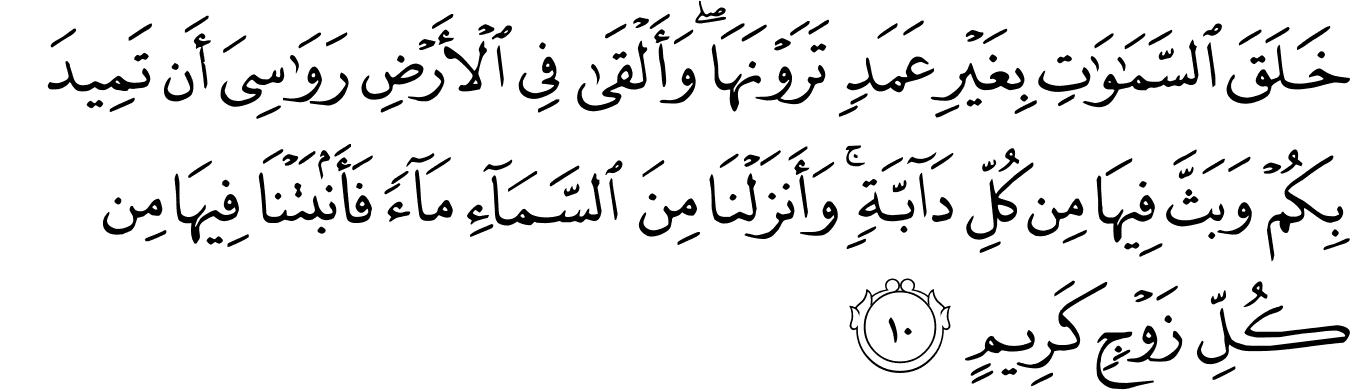 خَلَقَ ٱلسَّمَـٰوَٰتِ بِغَيْرِ عَمَدٍ تَرَوْنَهَا ۖ وَأَلْقَىٰ فِى ٱلْأَرْضِ رَوَٰسِىَ أَن تَمِيدَ
بِكُمْ وَبَثَّ فِيهَا مِن كُلِّ دَآبَّةٍ ۚ وَأَنزَلْنَا مِنَ ٱلسَّمَآءِ مَآءً فَأَنۢبَتْنَا فِيهَا مِن
كُلِّ زَوْجٍ كَرِيمٍ ١٠